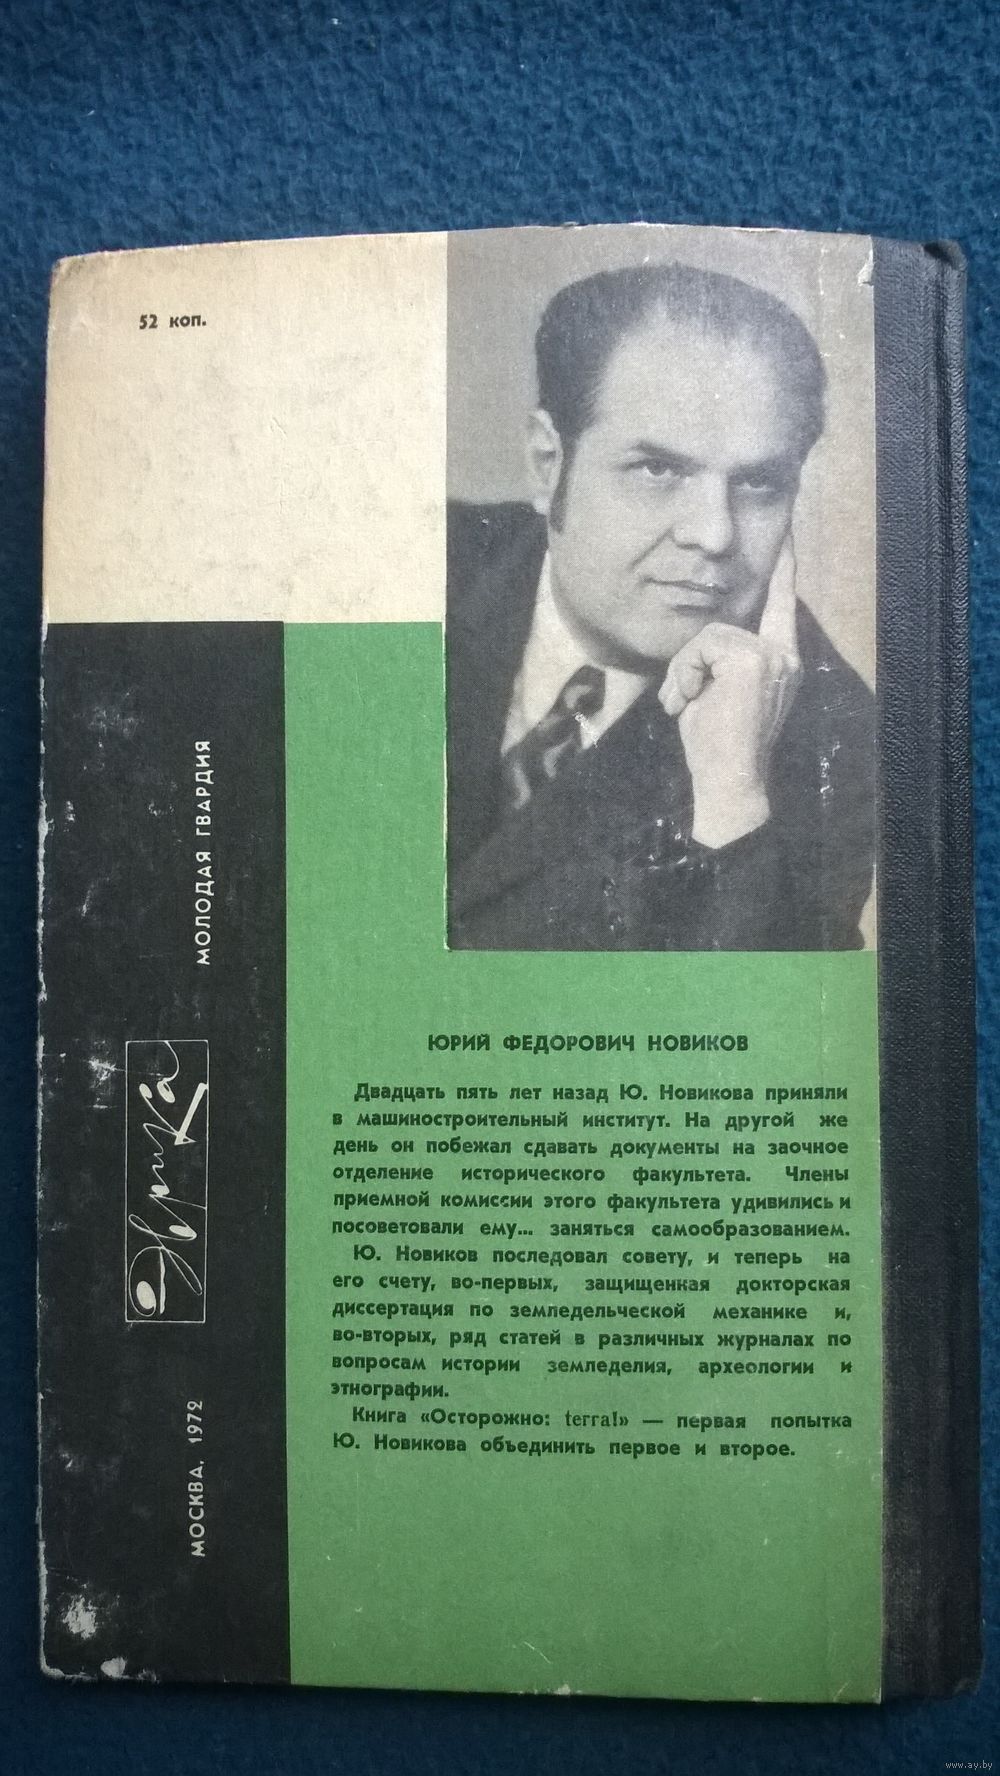 52 коп.
МОЛОДАЯ ГВАРДИЯ
Эврика
МОСКВА, 1972
ЮРИЙ ФЕДОРОВИЧ НОВИКОВ
Двадцать пять лет назад Ю. Новикова приняли
в машиностроительный институт. На другой же
день он побежал сдавать документы на заочное
отделение исторического факультета. Члены
приемной комиссии этого факультета удивились и
посоветовали ему... заняться самообразованием.
Ю. Новиков последовал совету, и теперь на
его счету, во-первых, защищенная докторская
диссертация по земледельческой механике и,
во-вторых, ряд статей в различных журналах по
вопросам истории земледелия, археологии и
этнографии.
Книга «Осторожно: terra!» — первая попытка
Ю. Новикова объединить первое и второе.
www.ay.by